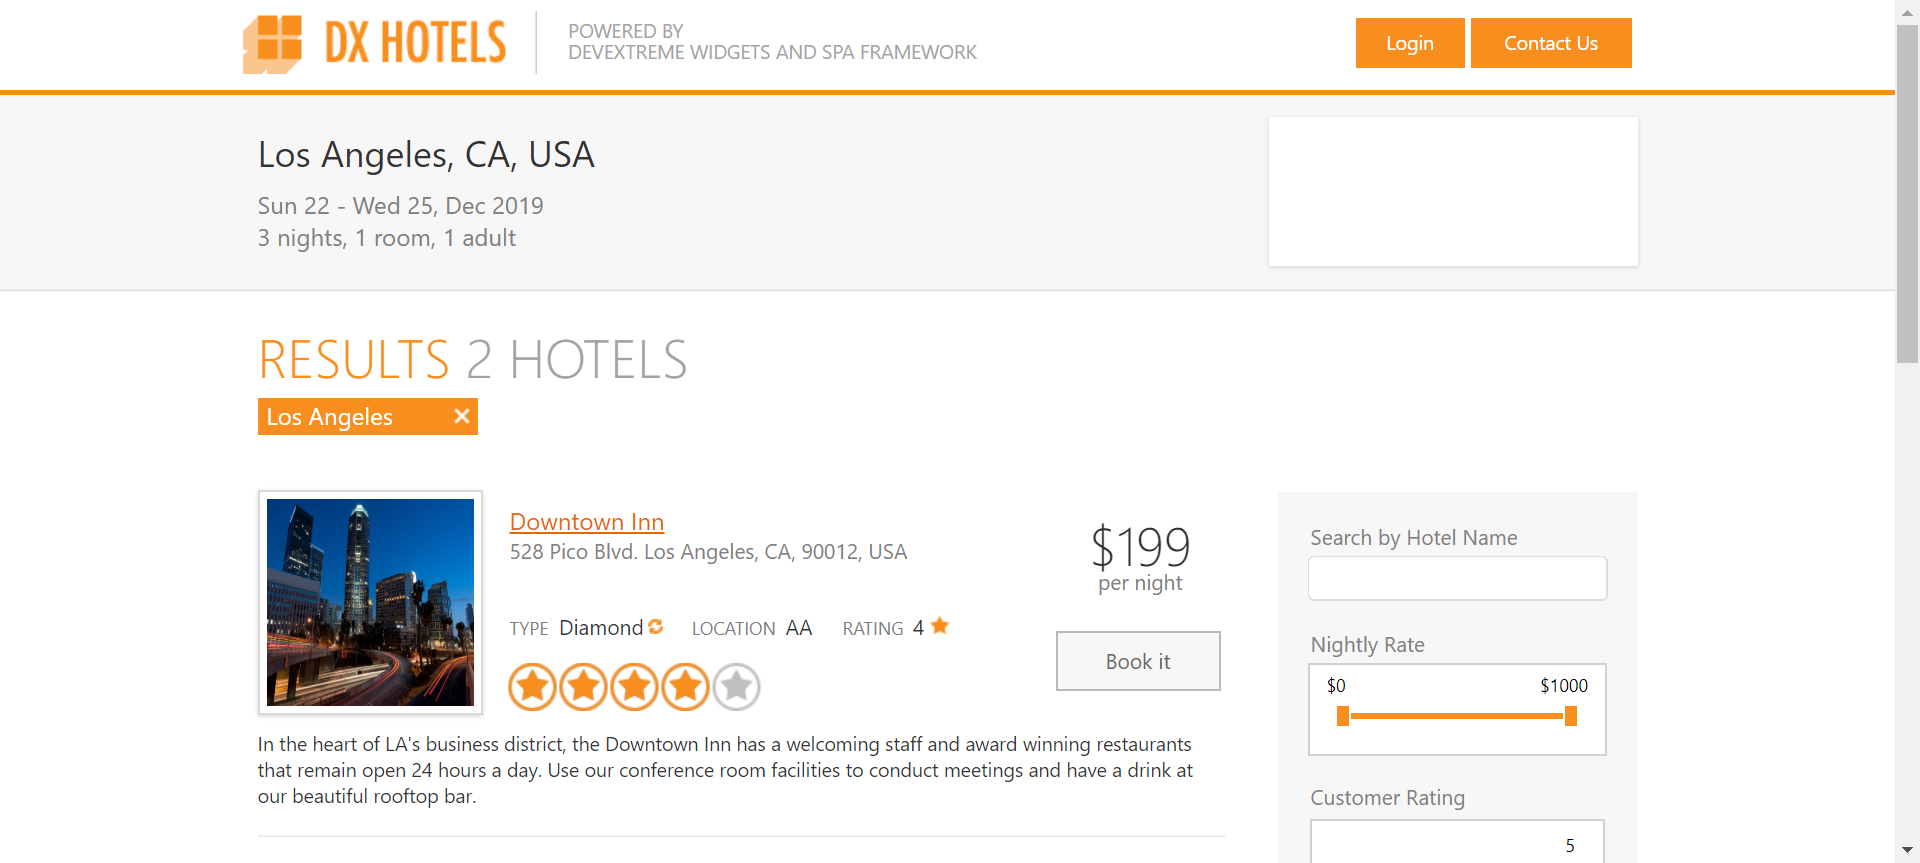 DX HOTELS
POWERED BY
DEVEXTREME WIDGETS AND SPA FRAMEWORK
Login
Contact Us
Los Angeles, CA, USA
Sun 22 - Wed 25, Dec 2019
3 nights, 1 room, 1 adult
RESULTS 2 HOTELS
Los Angeles
Downtown Inn
528 Pico Blvd. Los Angeles, CA, 90012, USA
$199
per night
TYPE Diamond LOCATION AA RATING 4
Book it
In the heart of LA's business district, the Downtown Inn has a welcoming staff and award winning restaurants
that remain open 24 hours a day. Use our conference room facilities to conduct meetings and have a drink at
our beautiful rooftop bar.
Search by Hotel Name
Nightly Rate
$0 $1000
Customer Rating
5